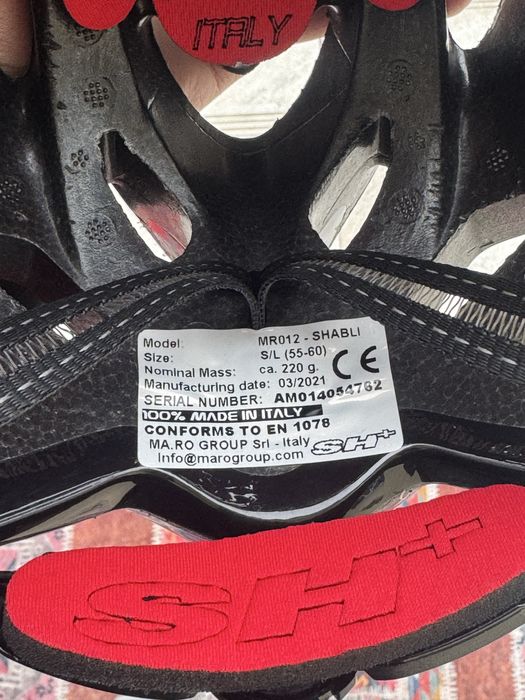 ITALY
Model: MR012 - SHABLI
Size: S/L (55-60)
Nominal Mass: ca. 220 g.
CE
Manufacturing date: 03/2021
SERIAL NUMBER: AM014054762
100% MADE IN ITALY
CONFORMS TO EN 1078
MA.RO GROUP Srl - Italy
SH+
Info@marogroup.com
SH+